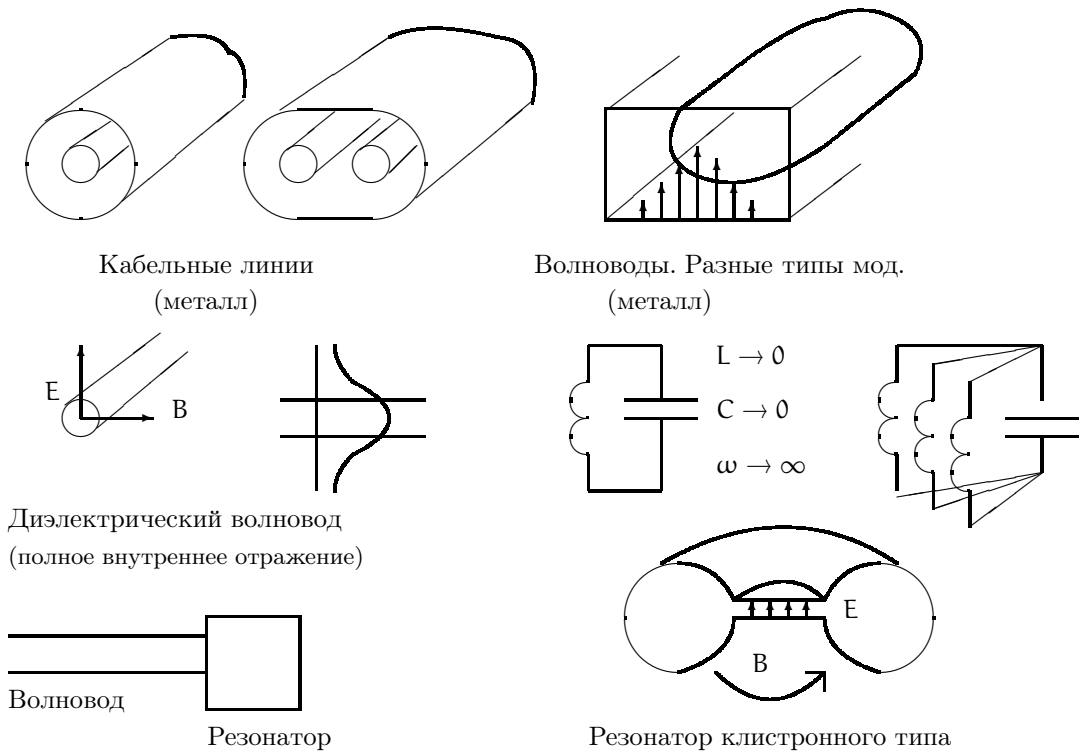 Кабельные линии
(металл)
Волноводы. Разные типы мод.
(металл)
E
B
Диэлектрический волновод
(полное внутреннее отражение)
L → 0
C → 0
ω → ∞
Волновод
Резонатор
E
B
Резонатор клистронного типа